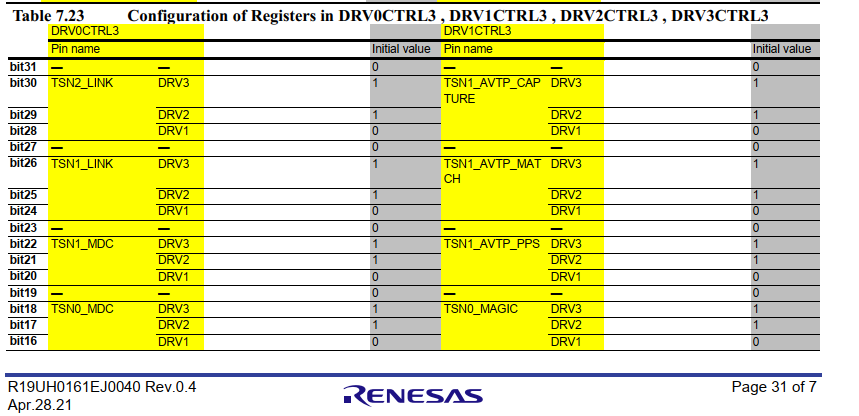 Table 7.23 Configuration of Registers in DRV0CTRL3 , DRV1CTRL3 , DRV2CTRL3 , DRV3CTRL3
DRV0CTRL3 DRV1CTRL3
Pin name Initial value Pin name Initial value
bit31 — — 0 — — 0
bit30 TSN2_LINK DRV3 1 TSN1_AVTP_CAP DRV3 1
TURE
bit29 DRV2 1 DRV2 1
bit28 DRV1 0 DRV1 0
bit27 — — 0 — — 0
bit26 TSN1_LINK DRV3 1 TSN1_AVTP_MAT DRV3 1
CH
bit25 DRV2 1 DRV2 1
bit24 DRV1 0 DRV1 0
bit23 — — 0 — — 0
bit22 TSN1_MDC DRV3 1 TSN1_AVTP_PPS DRV3 1
bit21 DRV2 1 DRV2 1
bit20 DRV1 0 DRV1 0
bit19 — — 0 — — 0
bit18 TSN0_MDC DRV3 1 TSN0_MAGIC DRV3 1
bit17 DRV2 1 DRV2 1
bit16 DRV1 0 DRV1 0
R19UH0161EJ0040 Rev.0.4 RENESAS Page 31 of 7
Apr.28.21